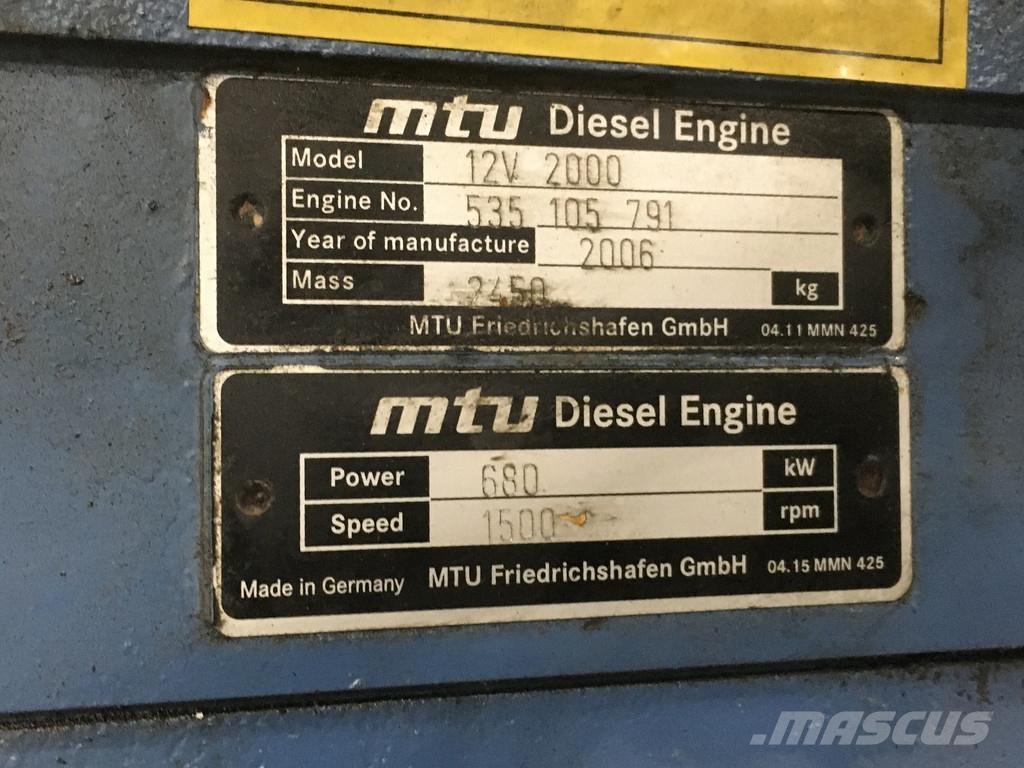 mtu Diesel Engine
Model 12V 2000
Engine No. 535 105 791
Year of manufacture 2006
Mass 2450 kg
MTU Friedrichshafen GmbH 04.11 MMN 425
mtu Diesel Engine
Power 680 kW
Speed 1500 rpm
Made in Germany MTU Friedrichshafen GmbH 04.15 MMN 425
.MASCUS